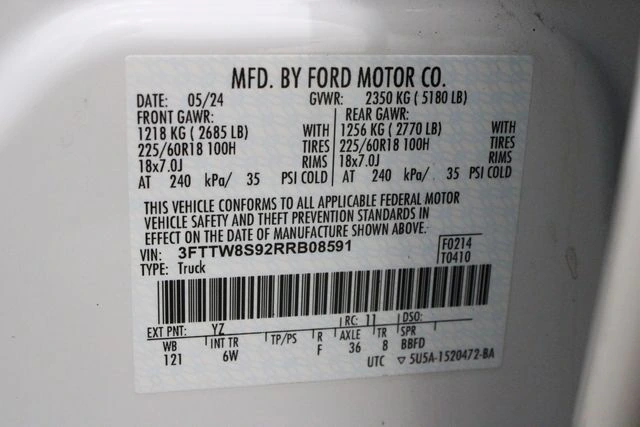 MFD. BY FORD MOTOR CO.
DATE: 05/24 GVWR: 2350 KG ( 5180 LB)
FRONT GAWR: REAR GAWR:
1218 KG ( 2685 LB) WITH 1256 KG ( 2770 LB) WITH
225/60R18 100H TIRES 225/60R18 100H TIRES
18x7.0J RIMS 18x7.0J RIMS
AT 240 kPa/ 35 PSI COLD AT 240 kPa/ 35 PSI COLD
THIS VEHICLE CONFORMS TO ALL APPLICABLE FEDERAL MOTOR
VEHICLE SAFETY AND THEFT PREVENTION STANDARDS IN
EFFECT ON THE DATE OF MANUFACTURE SHOWN ABOVE.
VIN: 3FTTW8S92RRB08591 F0214
TYPE: Truck T0410
EXT PNT: YZ RC: 11 DSO:
WB INT TR TP/PS R AXLE TR SPR
121 6W F 36 8 BBFD
UTC ▽ 5U5A-1520472-BA